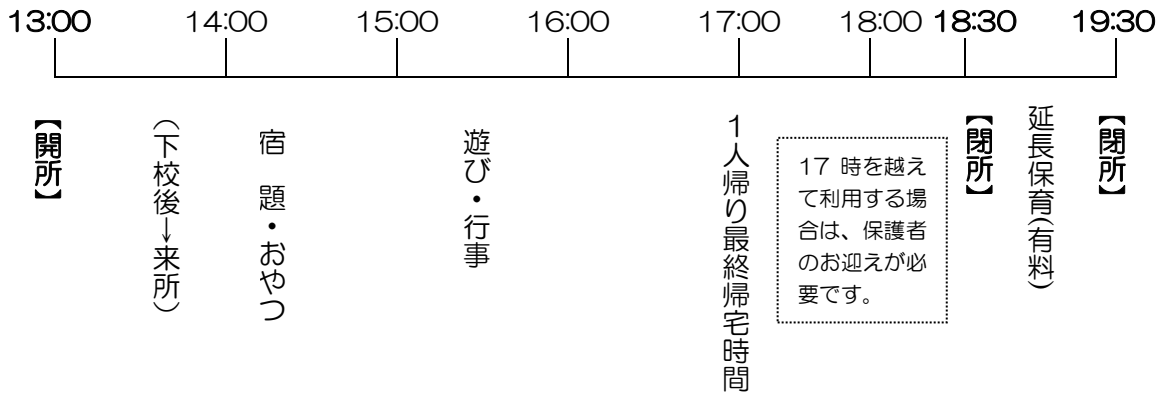 13:00 14:00 15:00 16:00 17:00 18:00 18:30 19:30
【開所】
(下校後→来所)
宿 題・おやつ
遊び・行事
1人帰り最終帰宅時間
17 時を越え
て利用する場
合は、保護者
のお迎えが必
要です。
【閉所】
延長保育(有料)
【閉所】